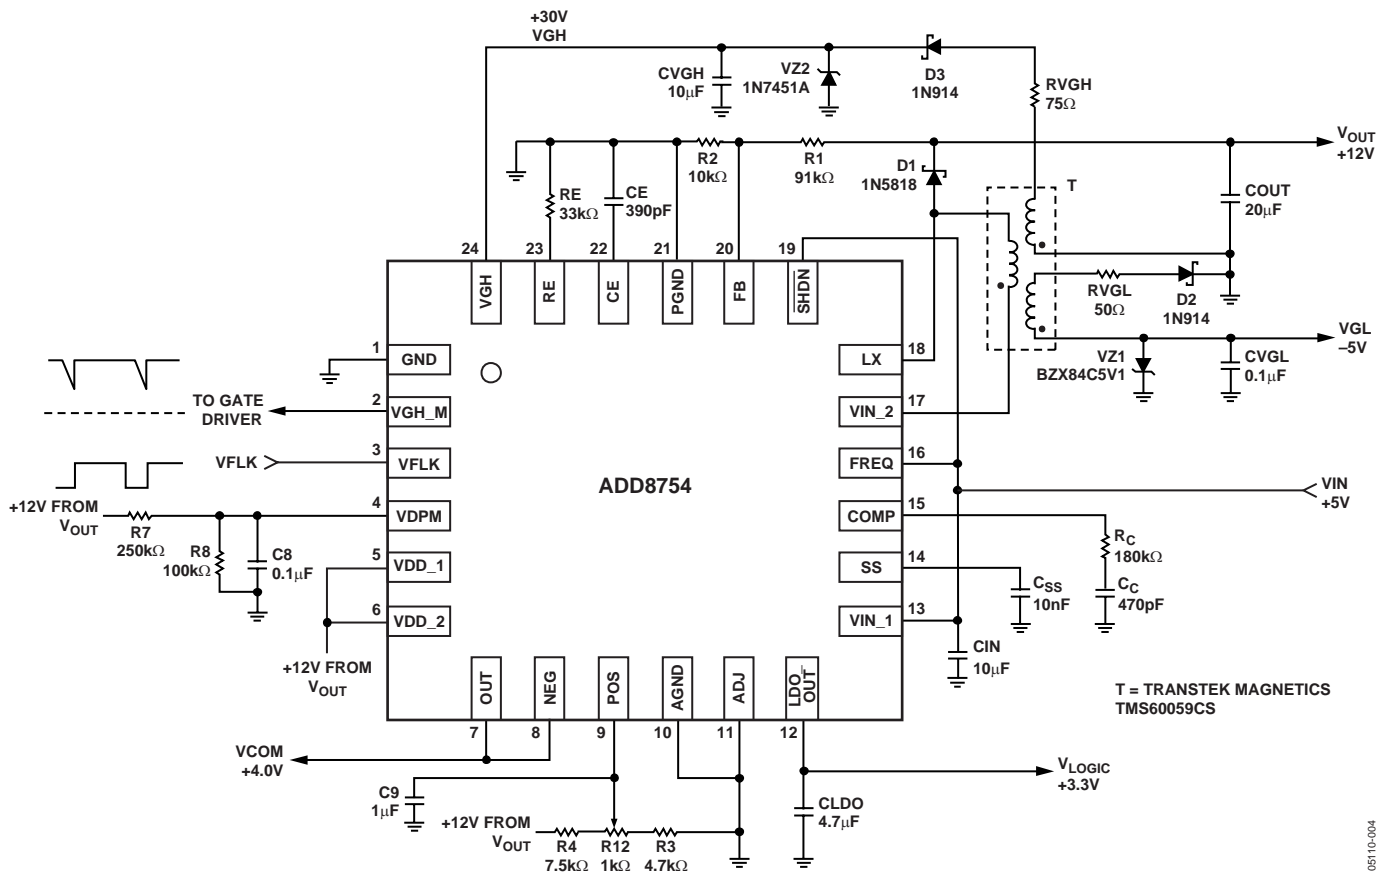 +30V
VGH
CVGH
10µF
VZ2
1N7451A
D3
1N914
RVGH
75Ω
VOUT
+12V
R2
10kΩ
R1
91kΩ
D1
1N5818
T
COUT
20µF
RE
33kΩ
CE
390pF
24
23
22
21
20
19
VGH
RE
CE
PGND
FB
SHDN
RVGL
50Ω
D2
1N914
VGL
–5V
VZ1
BZX84C5V1
CVGL
0.1µF
1
GND
LX
18
TO GATE
DRIVER
2
VGH_M
VIN_2
17
VFLK
3
VFLK
FREQ
16
ADD8754
VIN
+5V
+12V FROM
VOUT
R7
250kΩ
R8
100kΩ
C8
0.1µF
4
VDPM
COMP
15
RC
180kΩ
5
VDD_1
SS
14
CSS
10nF
CC
470pF
6
VDD_2
VIN_1
13
+12V FROM
VOUT
CIN
10µF
OUT
NEG
POS
AGND
ADJ
LDO_
OUT
7
8
9
10
11
12
T = TRANSTEK MAGNETICS
TMS60059CS
VCOM
+4.0V
VLOGIC
+3.3V
C9
1µF
CLDO
4.7µF
+12V FROM
VOUT
R4
7.5kΩ
R12
1kΩ
R3
4.7kΩ
05110-004